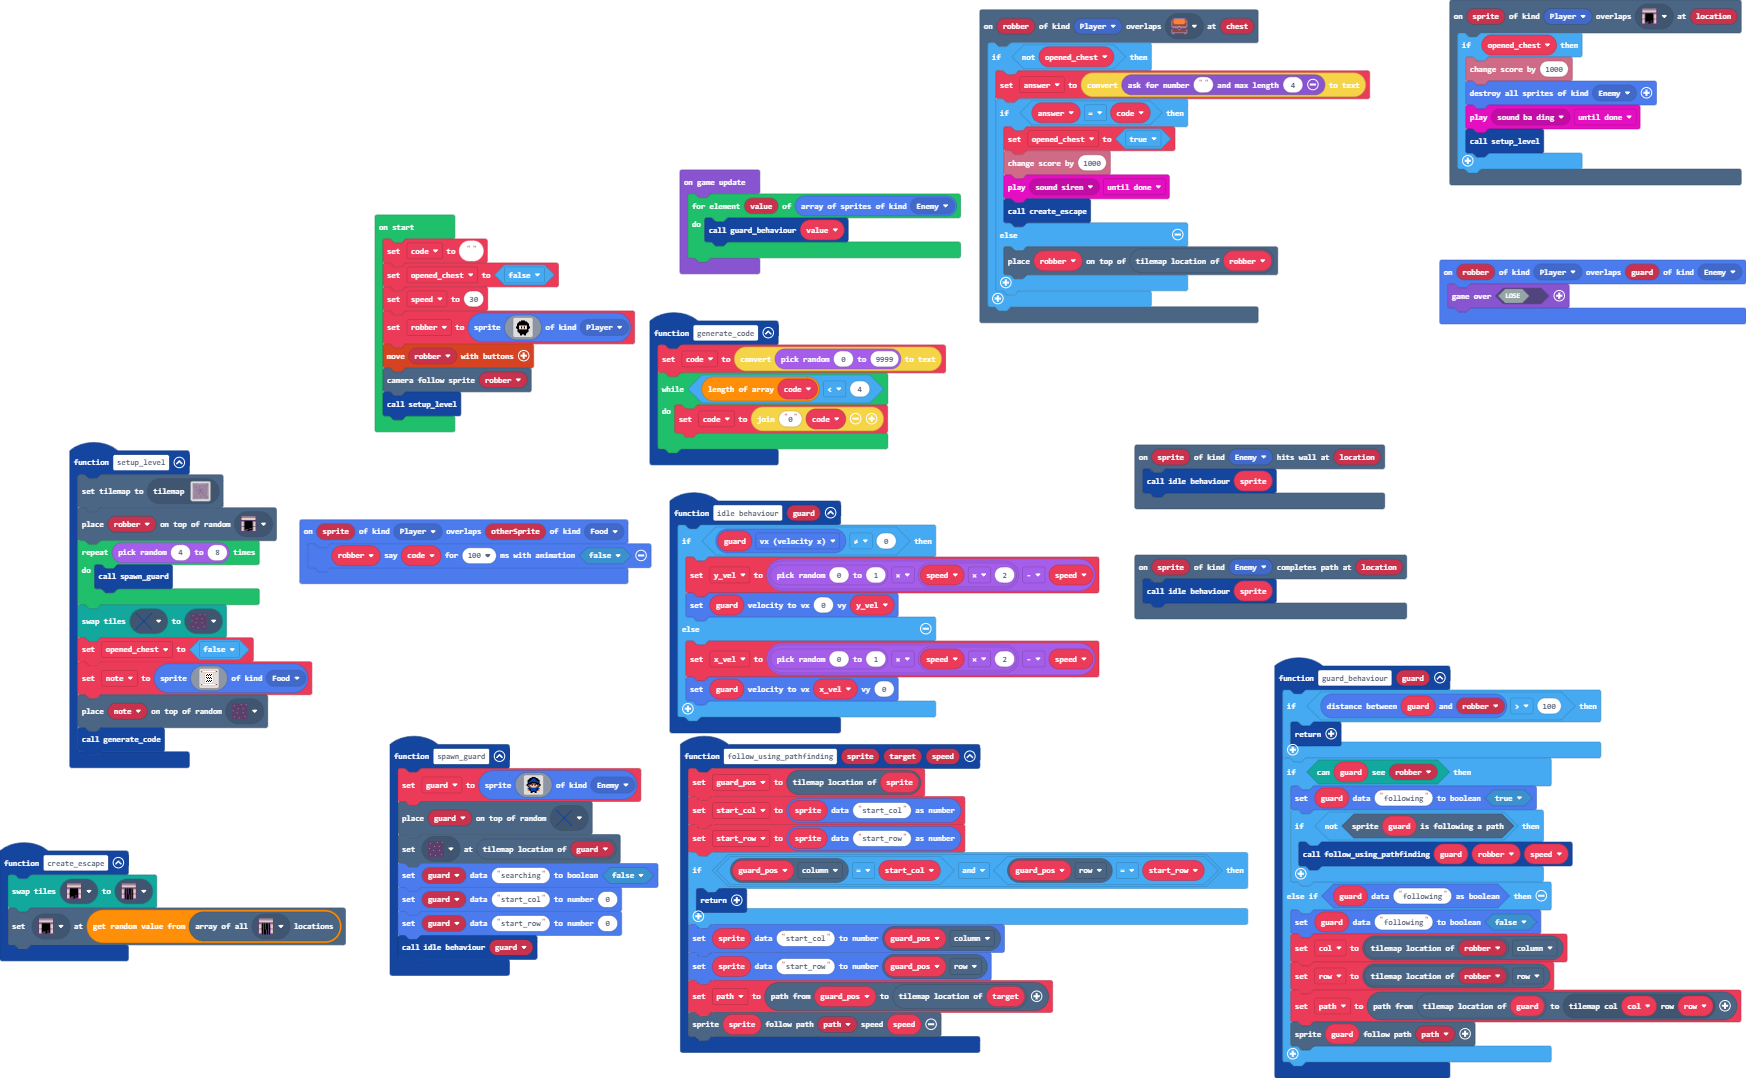 on robber of kind Player overlaps at chest
if not opened_chest then
set answer to convert ask for number " " and max length 4 to text
if answer = code then
set opened_chest to true
change score by 1000
play sound siren until done
call create_escape
else
place robber on top of tilemap location of robber
on sprite of kind Player overlaps at location
if opened_chest then
change score by 1000
destroy all sprites of kind Enemy
play sound ba ding until done
call setup_level
on game update
for element value of array of sprites of kind Enemy
do call guard_behaviour value
on start
set code to " "
set opened_chest to false
set speed to 30
set robber to sprite of kind Player
move robber with buttons
camera follow sprite robber
call setup_level
on robber of kind Player overlaps guard of kind Enemy
game over LOSE
function generate_code
set code to convert pick random 0 to 9999 to text
while length of array code < 4
do set code to join "0" code
function setup_level
set tilemap to tilemap
place robber on top of random
repeat pick random 4 to 8 times
do call spawn_guard
swap tiles to
set opened_chest to false
set note to sprite of kind Food
place note on top of random
call generate_code
on sprite of kind Player overlaps otherSprite of kind Food
robber say code for 100 ms with animation false
function idle behaviour guard
if guard vx (velocity x) ≠ 0 then
set y_vel to pick random 0 to 1 × speed × 2 - speed
set guard velocity to vx 0 vy y_vel
else
set x_vel to pick random 0 to 1 × speed × 2 - speed
set guard velocity to vx x_vel vy 0
on sprite of kind Enemy hits wall at location
call idle behaviour sprite
on sprite of kind Enemy completes path at location
call idle behaviour sprite
function spawn_guard
set guard to sprite of kind Enemy
place guard on top of random
set at tilemap location of guard
set guard data "searching" to boolean false
set guard data "start_col" to number 0
set guard data "start_row" to number 0
call idle behaviour guard
function follow_using_pathfinding sprite target speed
set guard_pos to tilemap location of sprite
set start_col to sprite data "start_col" as number
set start_row to sprite data "start_row" as number
if guard_pos column = start_col and guard_pos row = start_row then
return
set sprite data "start_col" to number guard_pos column
set sprite data "start_row" to number guard_pos row
set path to path from guard_pos to tilemap location of target
sprite sprite follow path path speed speed
function guard_behaviour guard
if distance between guard and robber > 100 then
return
if can guard see robber then
set guard data "following" to boolean true
if not sprite guard is following a path then
call follow_using_pathfinding guard robber speed
else if guard data "following" as boolean then
set guard data "following" to boolean false
set col to tilemap location of robber column
set row to tilemap location of robber row
set path to path from tilemap location of guard to tilemap col col row row
sprite guard follow path path
function create_escape
swap tiles to
set at get random value from array of all locations